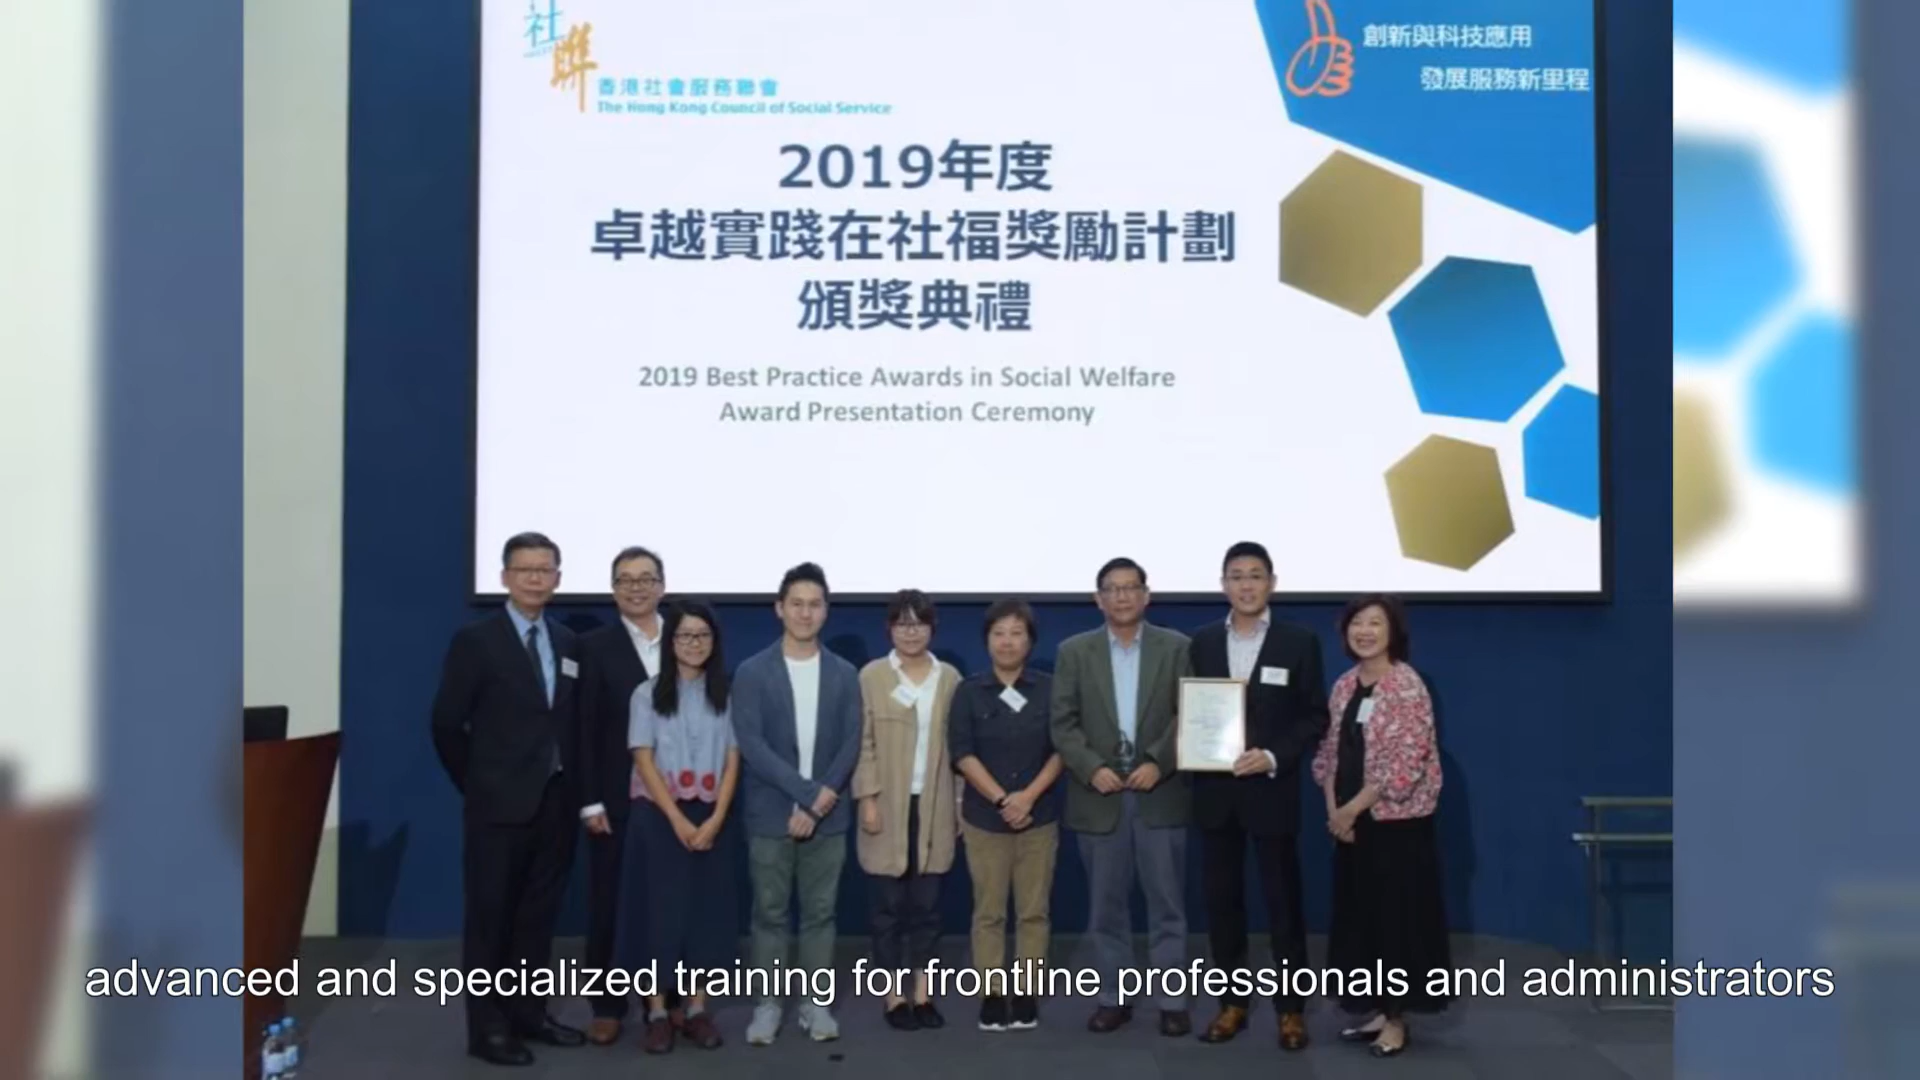 社聯
香港社會服務聯會
The Hong Kong Council of Social Service
創新與科技應用
發展服務新里程
2019年度
卓越實踐在社福獎勵計劃
頒獎典禮
2019 Best Practice Awards in Social Welfare
Award Presentation Ceremony
advanced and specialized training for frontline professionals and administrators